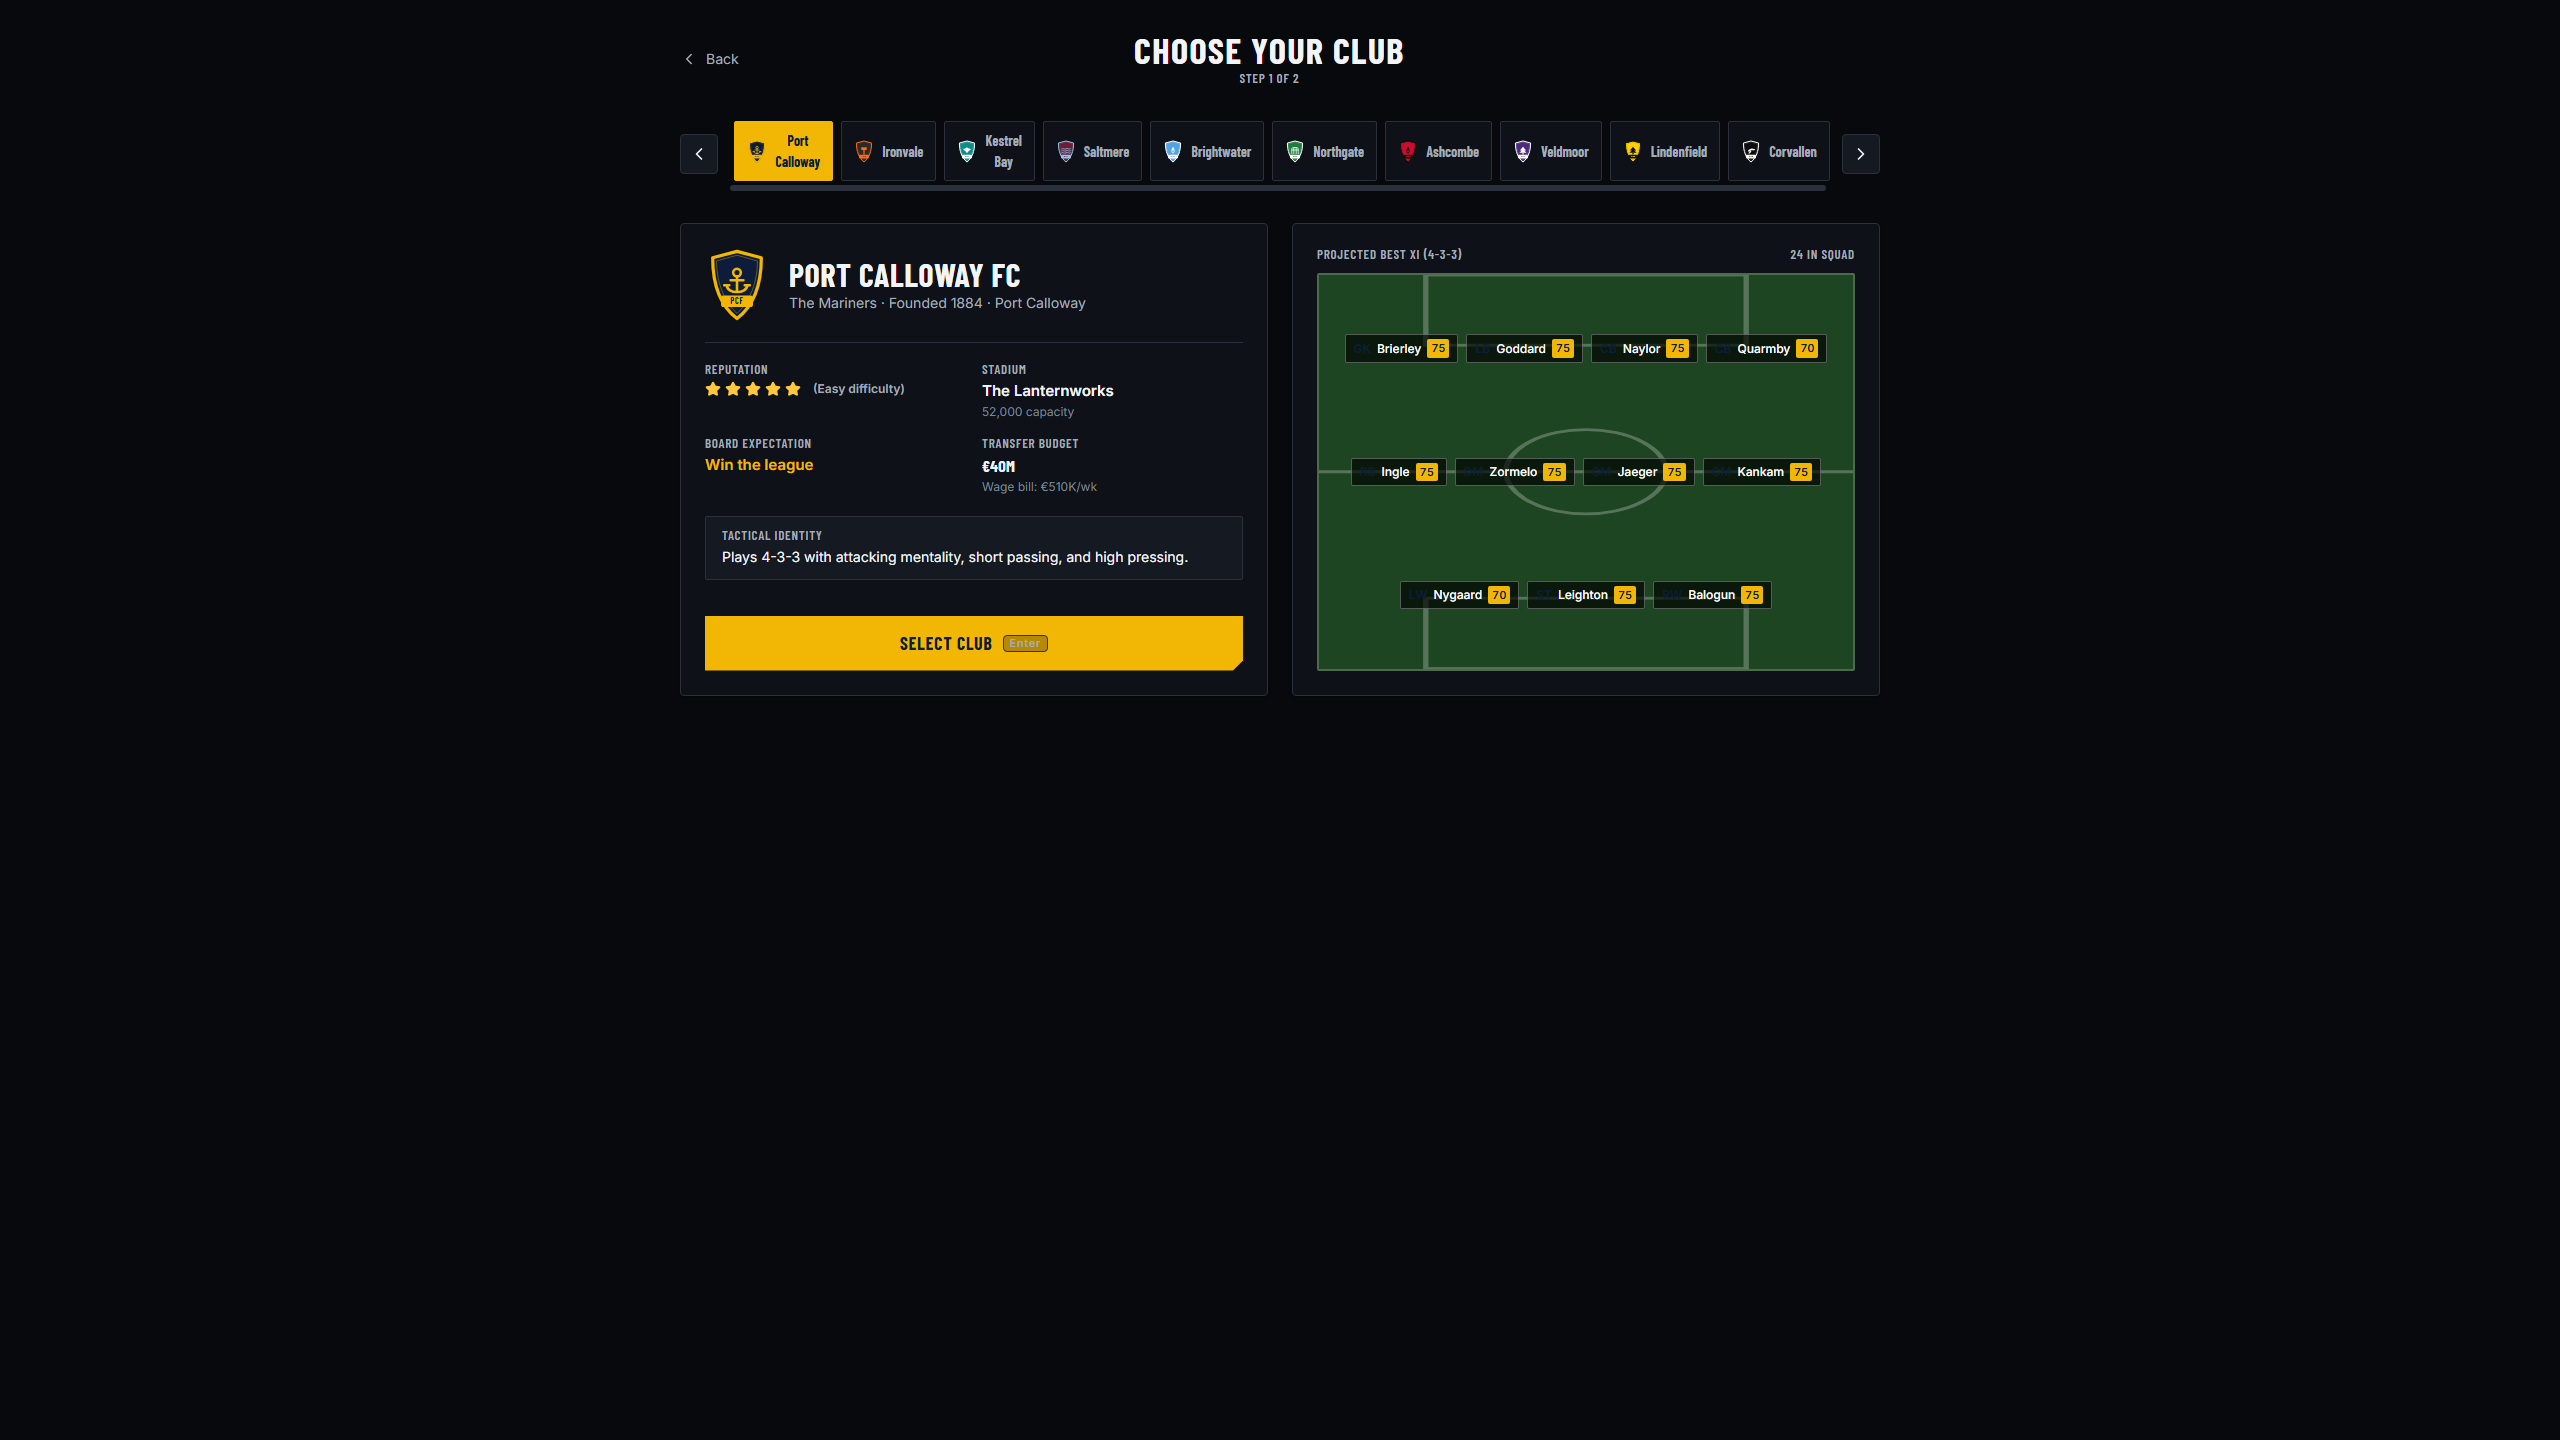 Back
CHOOSE YOUR CLUB
STEP 1 OF 2
Port
Calloway
Ironvale
Kestrel
Bay
Saltmere
Brightwater
Northgate
Ashcombe
Veldmoor
Lindenfield
Corvallen
PCF
PORT CALLOWAY FC
The Mariners · Founded 1884 · Port Calloway
REPUTATION
(Easy difficulty)
STADIUM
The Lanternworks
52,000 capacity
BOARD EXPECTATION
Win the league
TRANSFER BUDGET
€40M
Wage bill: €510K/wk
TACTICAL IDENTITY
Plays 4-3-3 with attacking mentality, short passing, and high pressing.
SELECT CLUB Enter
PROJECTED BEST XI (4-3-3)
24 IN SQUAD
GK Brierley 75
Goddard 75
Naylor 75
Quarmby 70
Ingle 75
Zormelo 75
Jaeger 75
Kankam 75
LW Nygaard 70
ST Leighton 75
Balogun 75